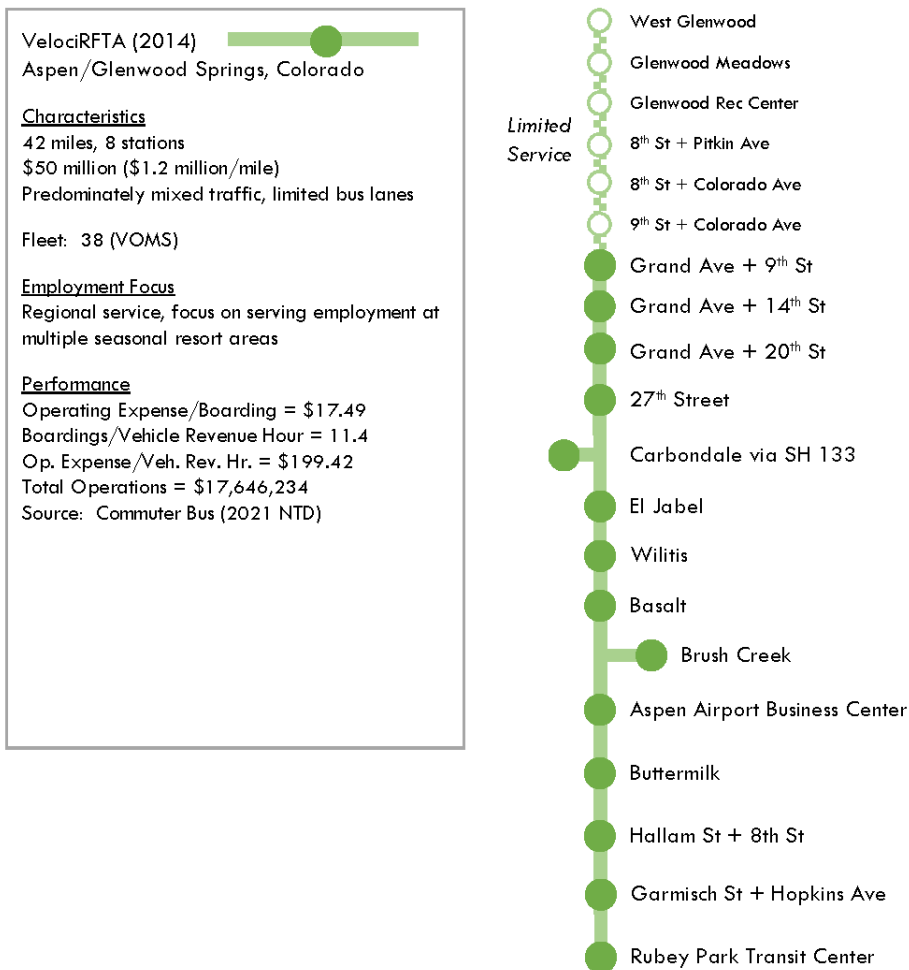 VelociRFTA (2014)
Aspen/Glenwood Springs, Colorado
Characteristics
42 miles, 8 stations
$50 million ($1.2 million/mile)
Predominately mixed traffic, limited bus lanes
Fleet: 38 (VOMS)
Employment Focus
Regional service, focus on serving employment at
multiple seasonal resort areas
Performance
Operating Expense/Boarding = $17.49
Boardings/Vehicle Revenue Hour = 11.4
Op. Expense/Veh. Rev. Hr. = $199.42
Total Operations = $17,646,234
Source: Commuter Bus (2021 NTD)
Limited
Service
West Glenwood
Glenwood Meadows
Glenwood Rec Center
8th St + Pitkin Ave
8th St + Colorado Ave
9th St + Colorado Ave
Grand Ave + 9th St
Grand Ave + 14th St
Grand Ave + 20th St
27th Street
Carbondale via SH 133
El Jabel
Wilitis
Basalt
Brush Creek
Aspen Airport Business Center
Buttermilk
Hallam St + 8th St
Garmisch St + Hopkins Ave
Rubey Park Transit Center